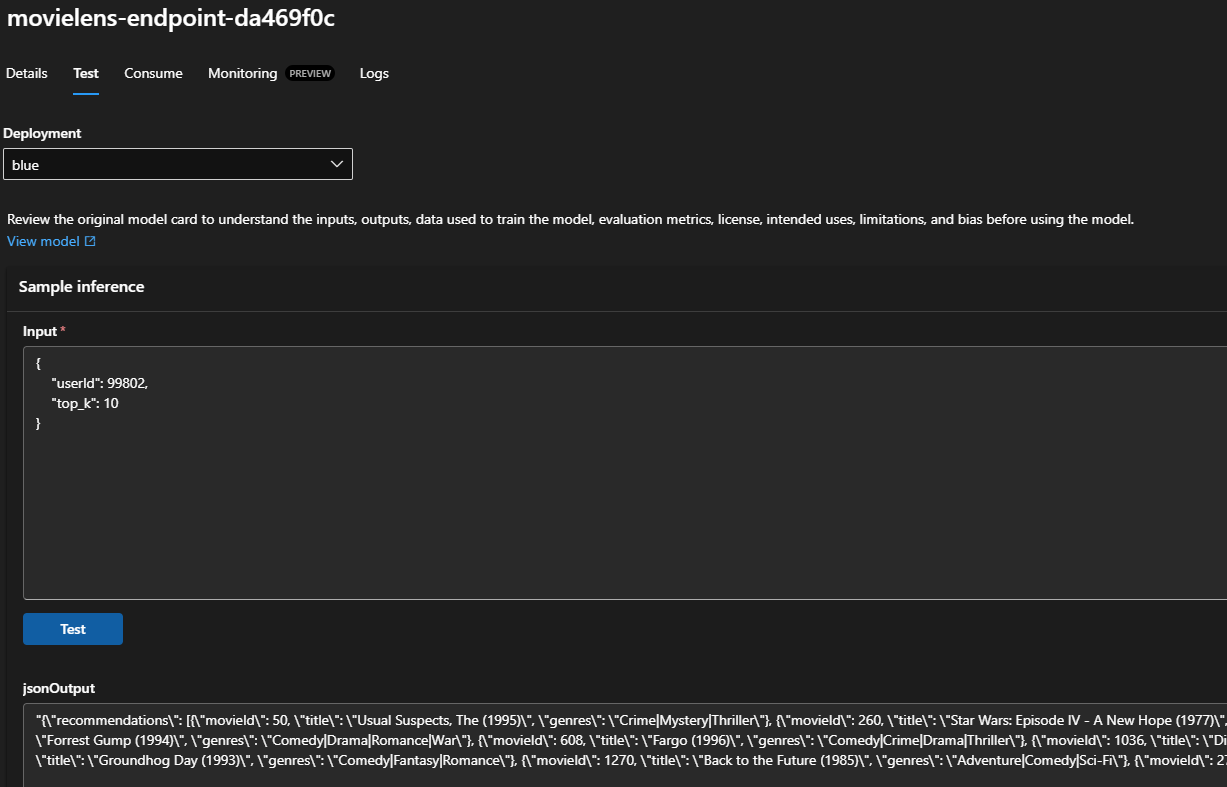 movielens-endpoint-da469f0c
Details Test Consume Monitoring PREVIEW Logs
Deployment
blue
Review the original model card to understand the inputs, outputs, data used to train the model, evaluation metrics, license, intended uses, limitations, and bias before using the model.
View model
Sample inference
Input *
{
"userId": 99802,
"top_k": 10
}
Test
jsonOutput
"{\"recommendations\": [{\"movieId\": 50, \"title\": \"Usual Suspects, The (1995)\", \"genres\": \"Crime|Mystery|Thriller\"}, {\"movieId\": 260, \"title\": \"Star Wars: Episode IV - A New Hope (1977)\",
\"Forrest Gump (1994)\", \"genres\": \"Comedy|Drama|Romance|War\"}, {\"movieId\": 608, \"title\": \"Fargo (1996)\", \"genres\": \"Comedy|Crime|Drama|Thriller\"}, {\"movieId\": 1036, \"title\": \"Di
\"title\": \"Groundhog Day (1993)\", \"genres\": \"Comedy|Fantasy|Romance\"}, {\"movieId\": 1270, \"title\": \"Back to the Future (1985)\", \"genres\": \"Adventure|Comedy|Sci-Fi\"}, {\"movieId\": 27